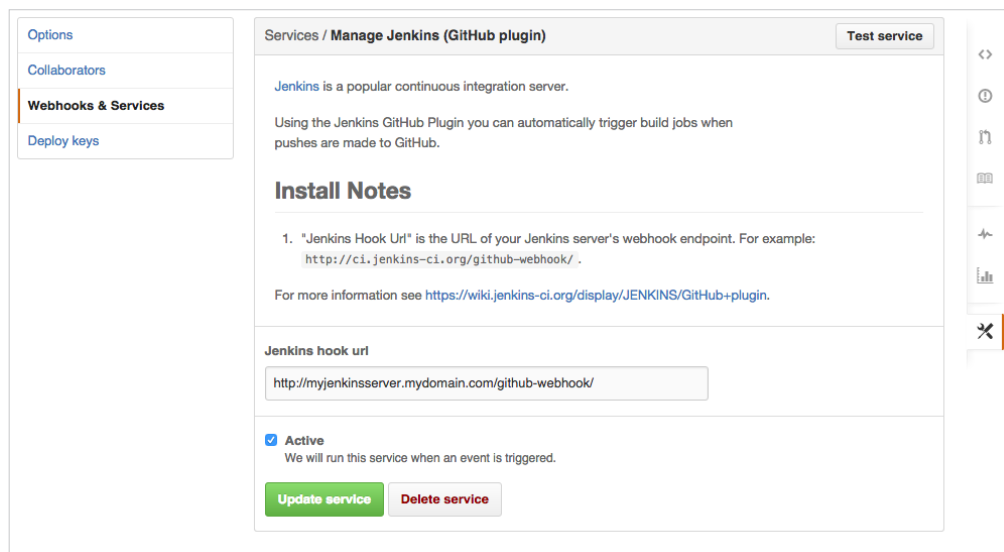 Options
Collaborators
Webhooks & Services
Deploy keys
Services / Manage Jenkins (GitHub plugin)
Test service
Jenkins is a popular continuous integration server.
Using the Jenkins GitHub Plugin you can automatically trigger build jobs when
pushes are made to GitHub.
Install Notes
1. "Jenkins Hook Url" is the URL of your Jenkins server's webhook endpoint. For example:
http://ci.jenkins-ci.org/github-webhook/ .
For more information see https://wiki.jenkins-ci.org/display/JENKINS/GitHub+plugin.
Jenkins hook url
http://myjenkinsserver.mydomain.com/github-webhook/
Active
We will run this service when an event is triggered.
Update service
Delete service